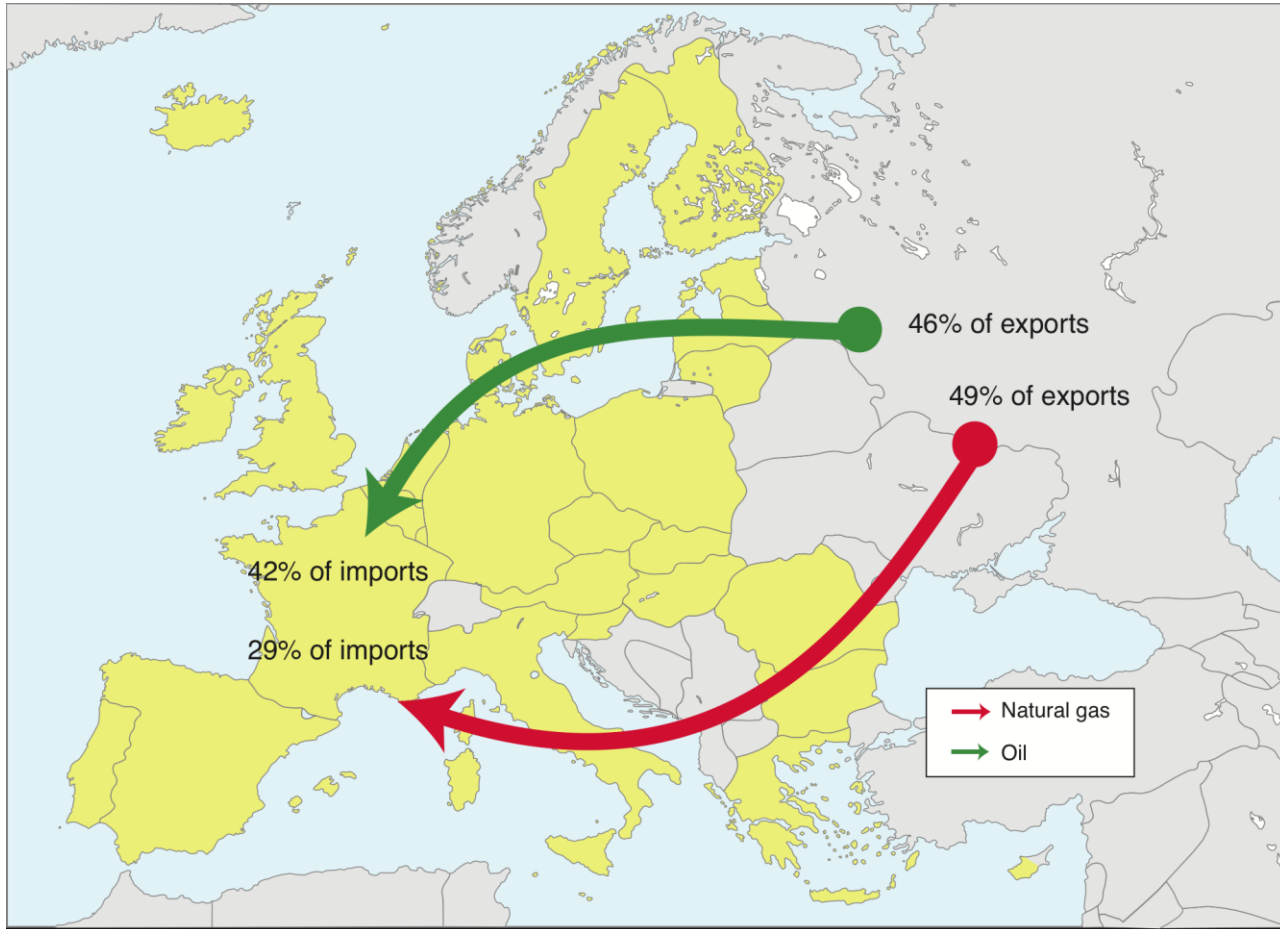 46% of exports
49% of exports
42% of imports
29% of imports
Natural gas
Oil